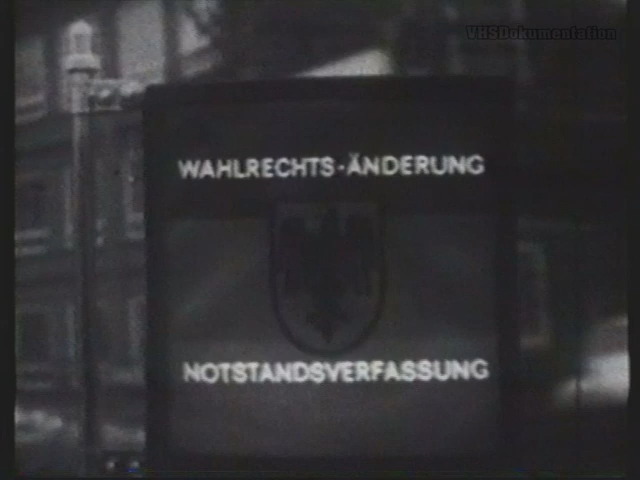 VHSDokumentation
WAHLRECHTS-ÄNDERUNG
NOTSTANDSVERFASSUNG